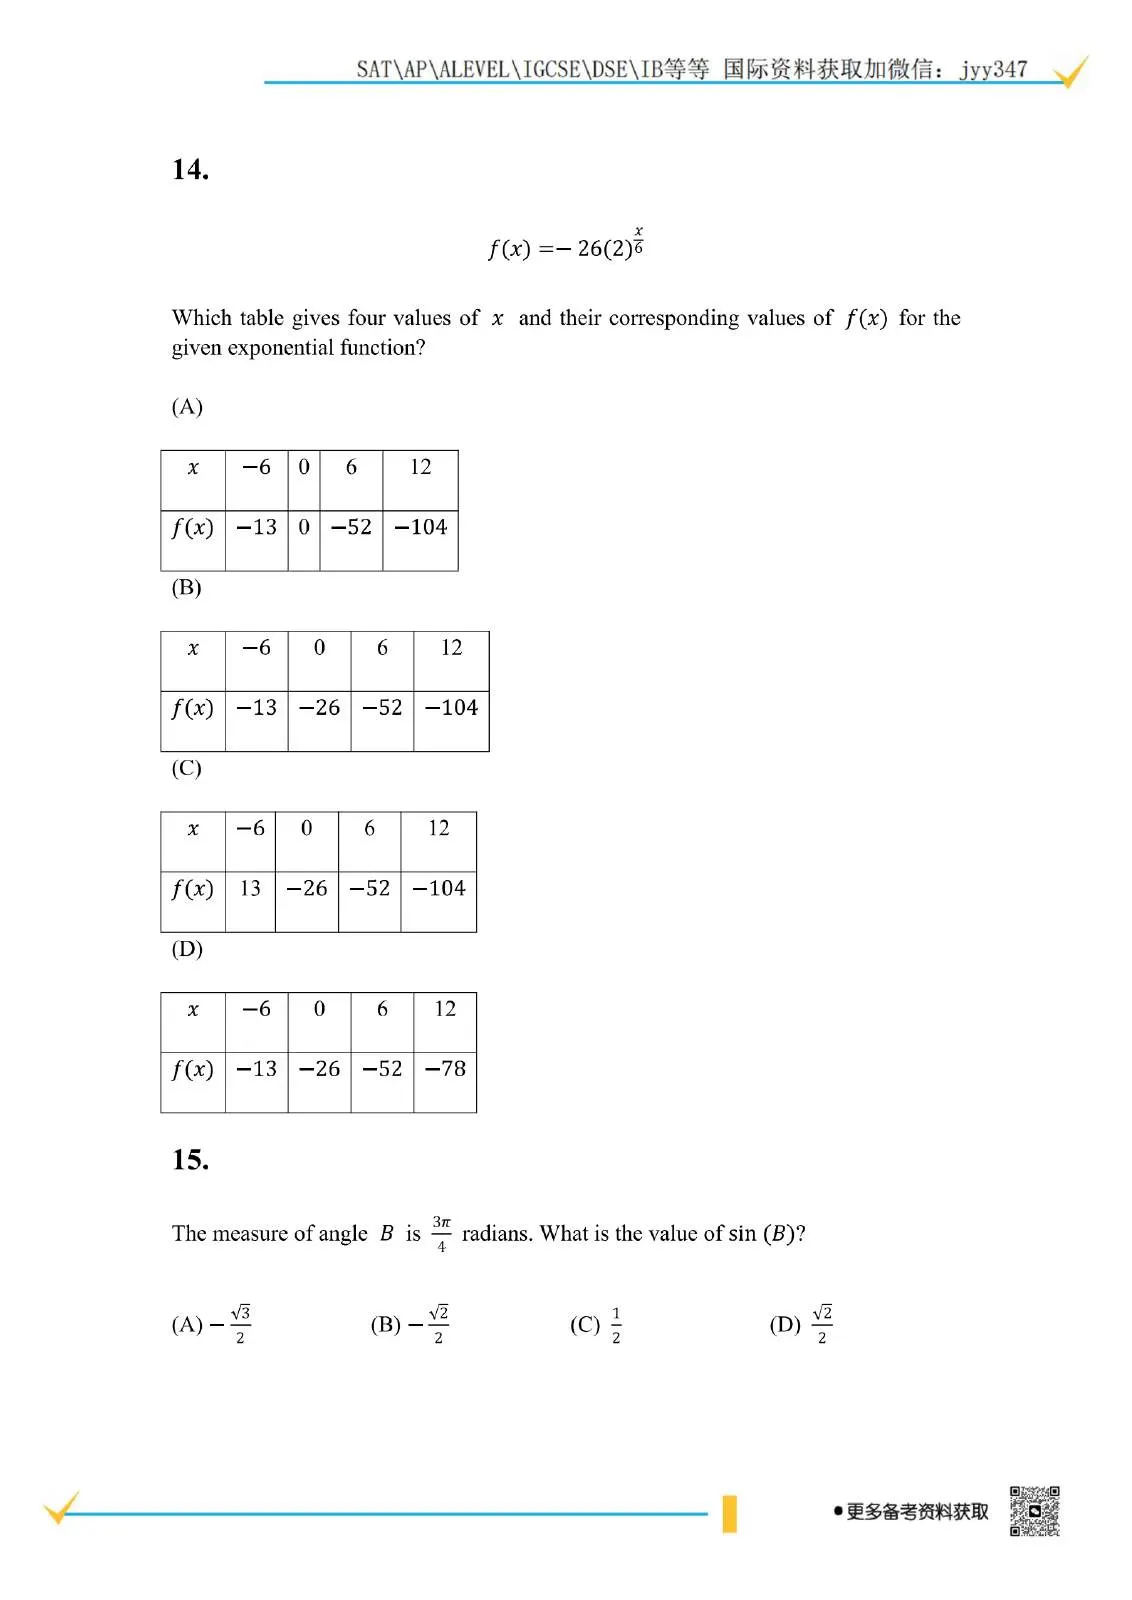 SAT\AP\ALEVEL\IGCSE\DSE\IB等等 国际资料获取加微信：jyy347
14.
f(x) =− 26(2)^{x/6}
Which table gives four values of x and their corresponding values of f(x) for the
given exponential function?
(A)
x −6 0 6 12
f(x) −13 0 −52 −104
(B)
x −6 0 6 12
f(x) −13 −26 −52 −104
(C)
x −6 0 6 12
f(x) 13 −26 −52 −104
(D)
x −6 0 6 12
f(x) −13 −26 −52 −78
15.
The measure of angle B is 3π/4 radians. What is the value of sin (B)?
(A) −√3/2 (B) −√2/2 (C) 1/2 (D) √2/2
•更多备考资料获取